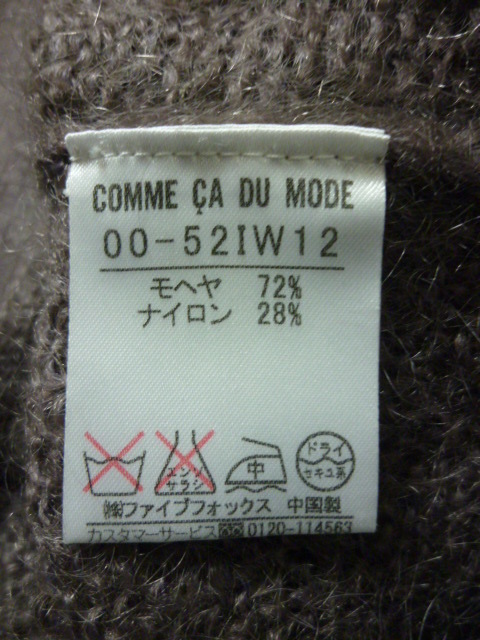 COMME ÇA DU MODE
00-52IW12
モヘヤ 72%
ナイロン 28%
エンソ
サラシ
中
ドライ
セキユ系
㈱ファイブフォックス 中国製
カスタマーサービス 0120-114563